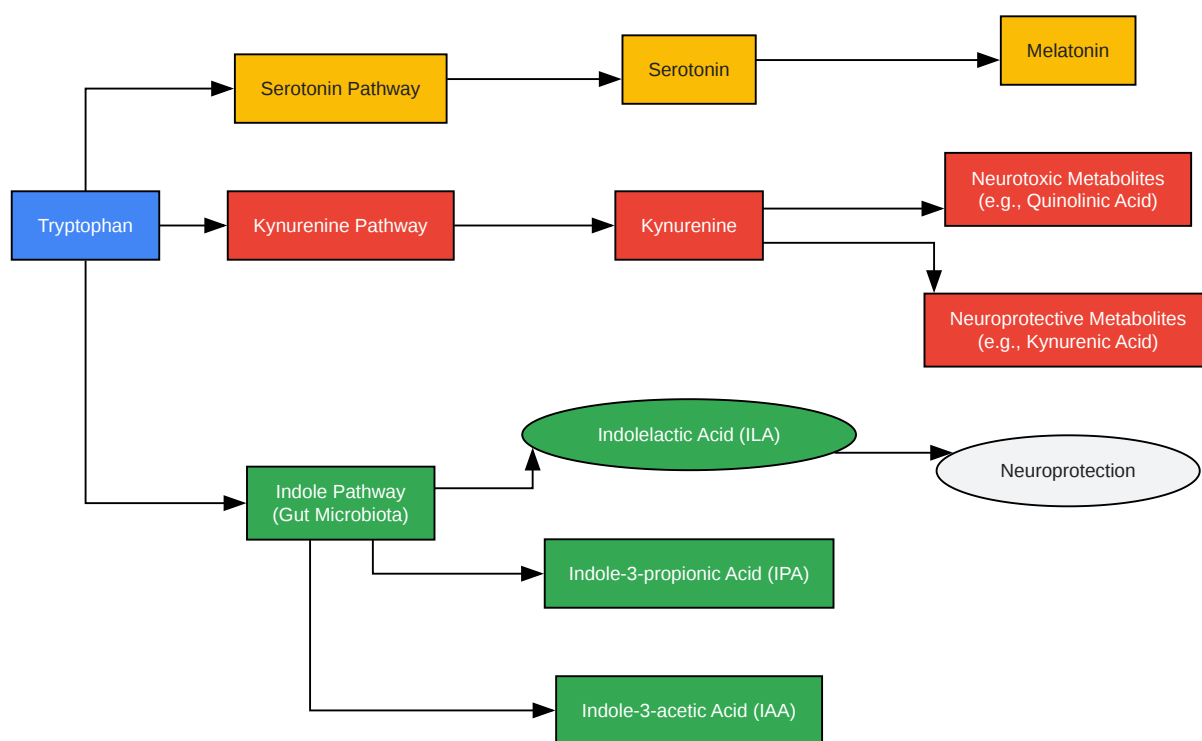 Melatonin
Serotonin
Serotonin Pathway
Neurotoxic Metabolites
(e.g., Quinolinic Acid)
Tryptophan
Kynurenine Pathway
Kynurenine
Neuroprotective Metabolites
(e.g., Kynurenic Acid)
Indolelactic Acid (ILA)
Neuroprotection
Indole Pathway
(Gut Microbiota)
Indole-3-propionic Acid (IPA)
Indole-3-acetic Acid (IAA)